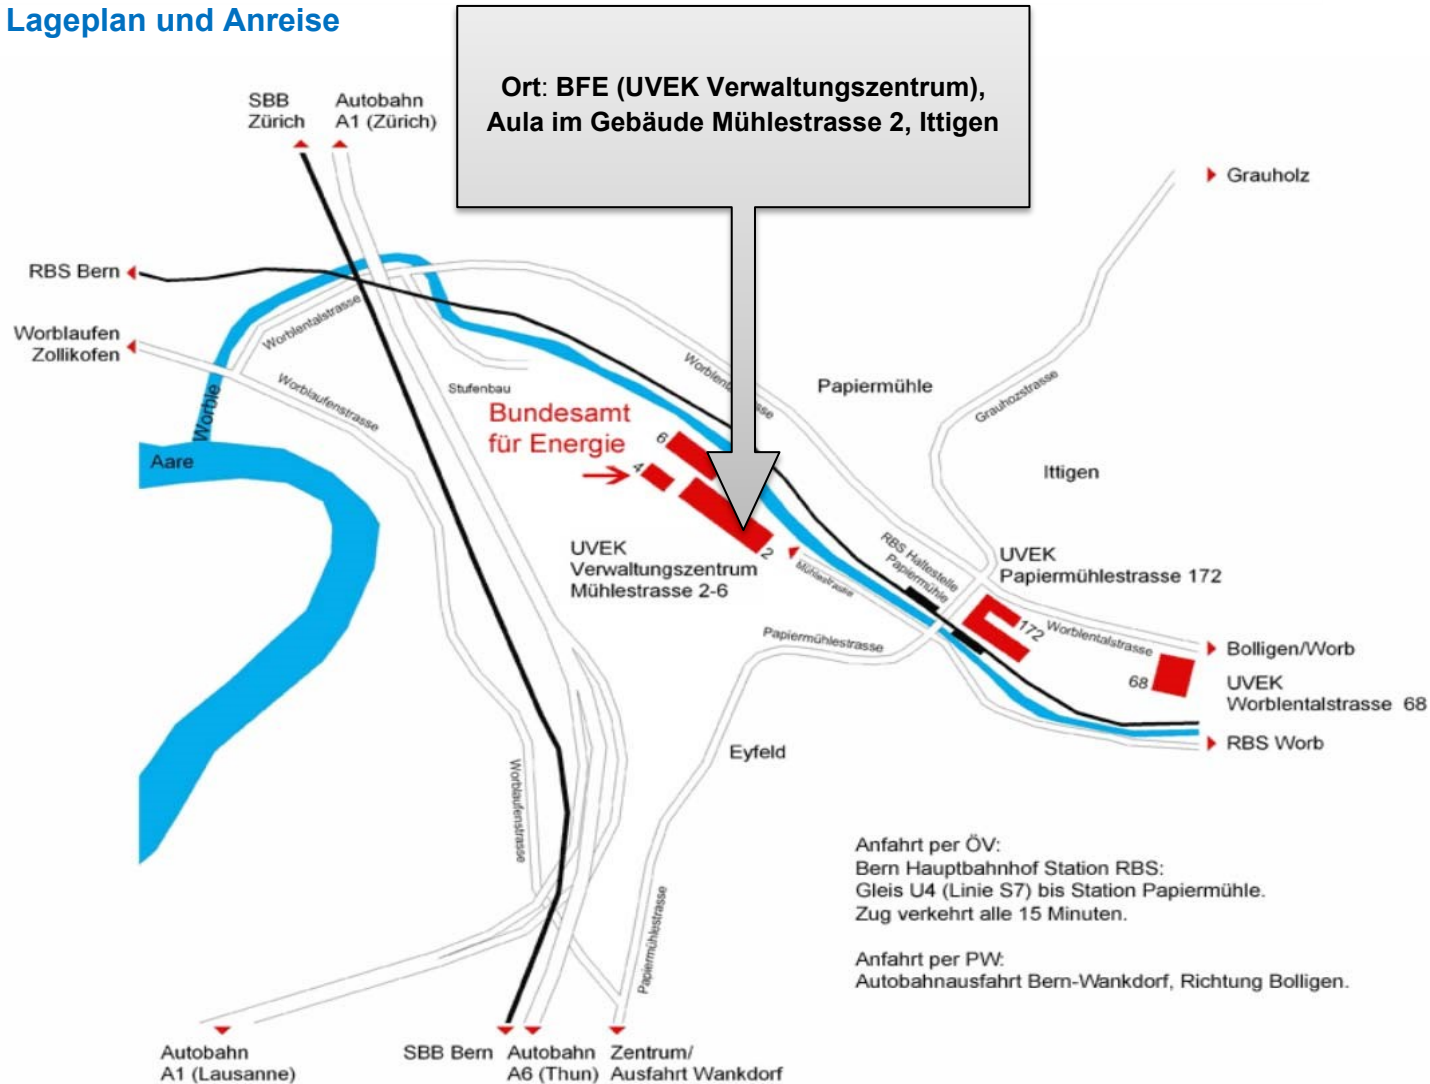 Lageplan und Anreise
Ort: BFE (UVEK Verwaltungszentrum),
Aula im Gebäude Mühlestrasse 2, Ittigen
SBB
Zürich
Autobahn
A1 (Zürich)
Grauholz
RBS Bern
Worblaufen
Zollikofen
Worblentalstrasse
Worblaufenstrasse
Worble
Aare
Stufenbau
Worblentalstrasse
Papiermühle
Grauhozstrasse
Ittigen
Bundesamt
für Energie
6
4
2
UVEK
Verwaltungszentrum
Mühlestrasse 2-6
Mühlestrasse
RBS Haltestelle
Papiermühle
UVEK
Papiermühlestrasse 172
172
Worblentalstrasse
Papiermühlestrasse
Bolligen/Worb
68
UVEK
Worblentalstrasse 68
RBS Worb
Eyfeld
Worblaufenstrasse
Papiermühlestrasse
Anfahrt per ÖV:
Bern Hauptbahnhof Station RBS:
Gleis U4 (Linie S7) bis Station Papiermühle.
Zug verkehrt alle 15 Minuten.
Anfahrt per PW:
Autobahnausfahrt Bern-Wankdorf, Richtung Bolligen.
Autobahn
A1 (Lausanne)
SBB Bern
Autobahn
A6 (Thun)
Zentrum/
Ausfahrt Wankdorf